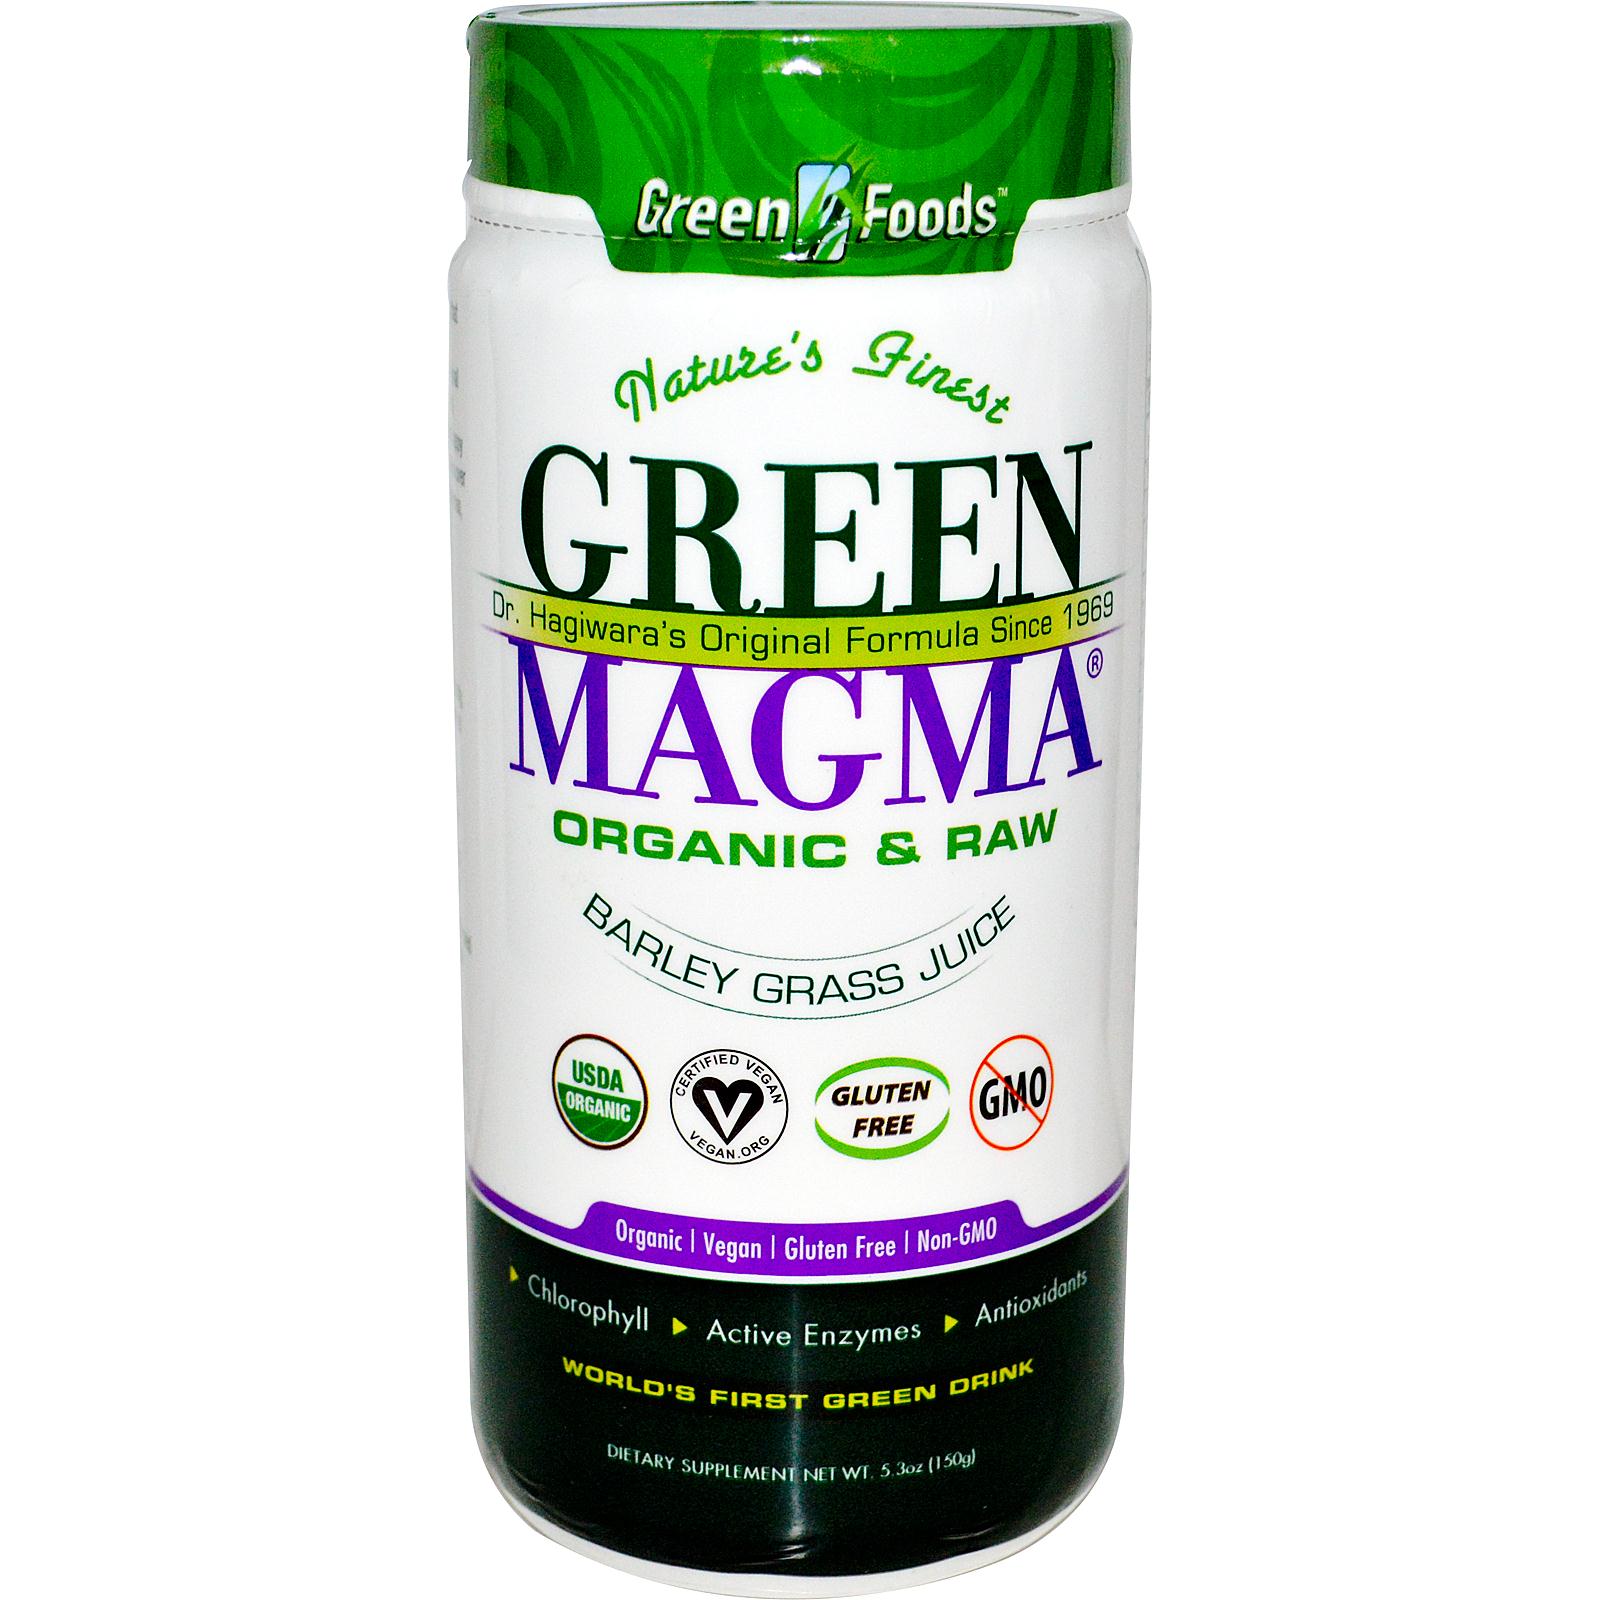 Green Foods™
Nature's Finest
GREEN
Dr. Hagiwara's Original Formula Since 1969
MAGMA®
ORGANIC & RAW
BARLEY GRASS JUICE
USDA
ORGANIC
CERTIFIED VEGAN
V
VEGAN.ORG
GLUTEN
FREE
GMO
Organic | Vegan | Gluten Free | Non-GMO
Chlorophyll ▶ Active Enzymes ▶ Antioxidants
WORLD'S FIRST GREEN DRINK
DIETARY SUPPLEMENT NET WT. 5.3oz (150g)